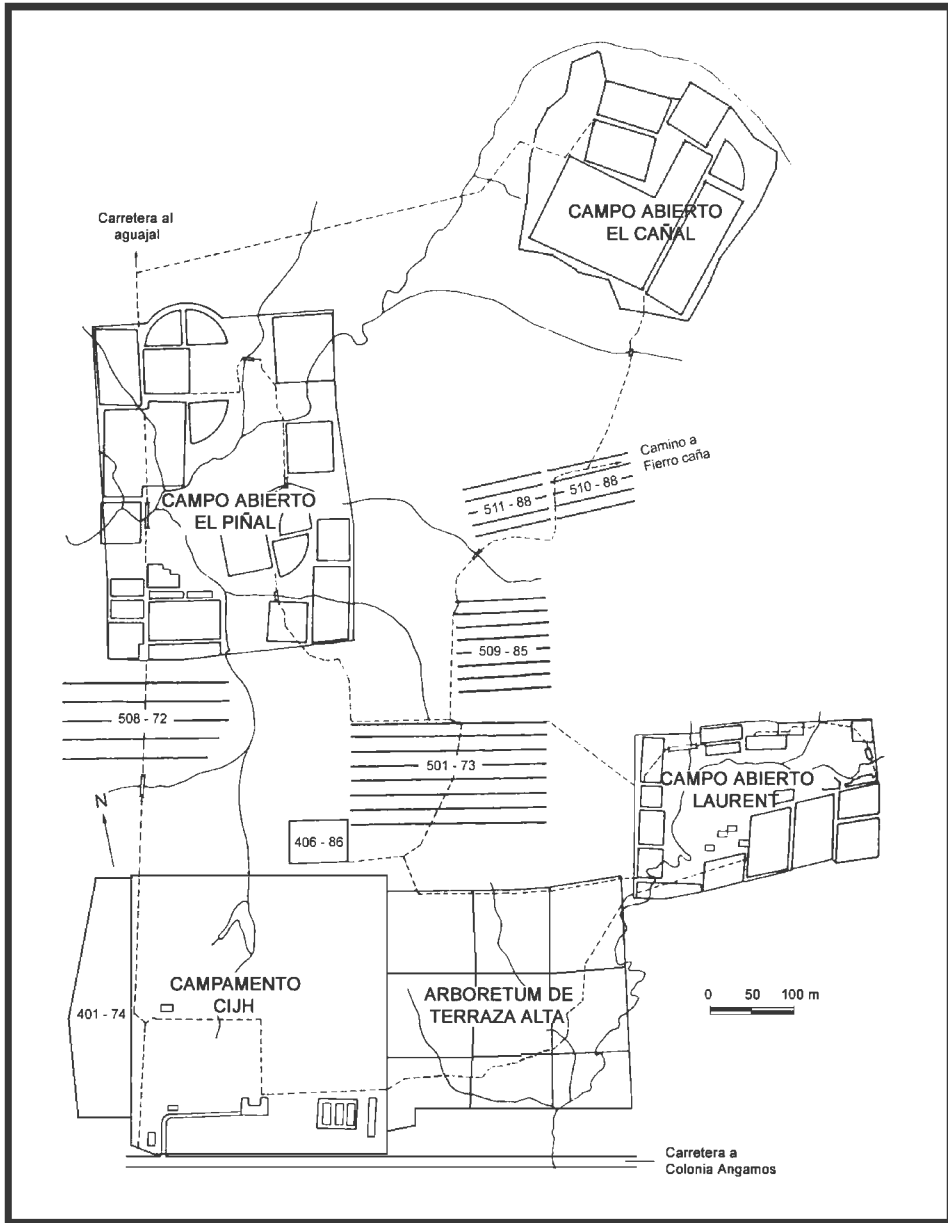 CAMPO ABIERTO
EL CAÑAL
Carretera al
aguajal
Camino a
Fierro caña
511 - 88
510 - 88
CAMPO ABIERTO
EL PIÑAL
509 - 85
508 - 72
501 - 73
CAMPO ABIERTO
LAURENT
N
406 - 86
CAMPAMENTO
CIJH
ARBORETUM DE
TERRAZA ALTA
401 - 74
0 50 100 m
Carretera a
Colonia Angamos